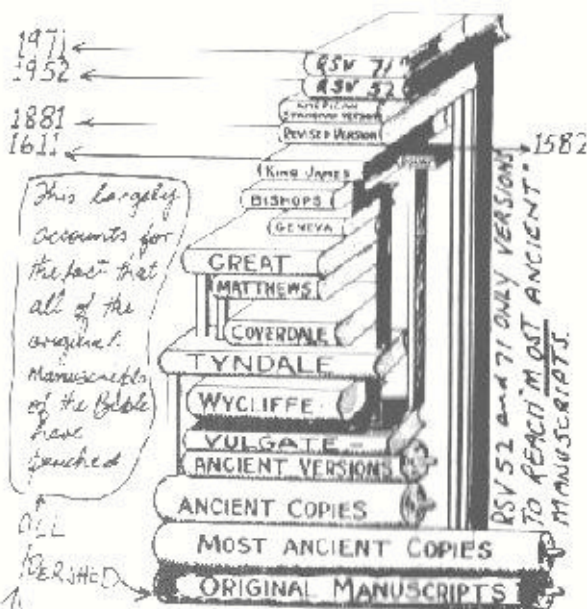 1971
1952
1881
1611
1582
RSV 71
RSV 52
AMERICAN
STANDARD VERSION
REVISED VERSION
KING JAMES
BISHOPS
GENEVA
GREAT
MATTHEWS
COVERDALE
TYNDALE
WYCLIFFE
VULGATE
ANCIENT VERSIONS
ANCIENT COPIES
MOST ANCIENT COPIES
ORIGINAL MANUSCRIPTS
This largely
accounts for
the fact that
all of the
original
Manuscripts
of the Bible
have
ALL
PERISHED
RSV 52 and 71 ONLY VERSIONS
TO REACH "MOST ANCIENT"
MANUSCRIPTS.